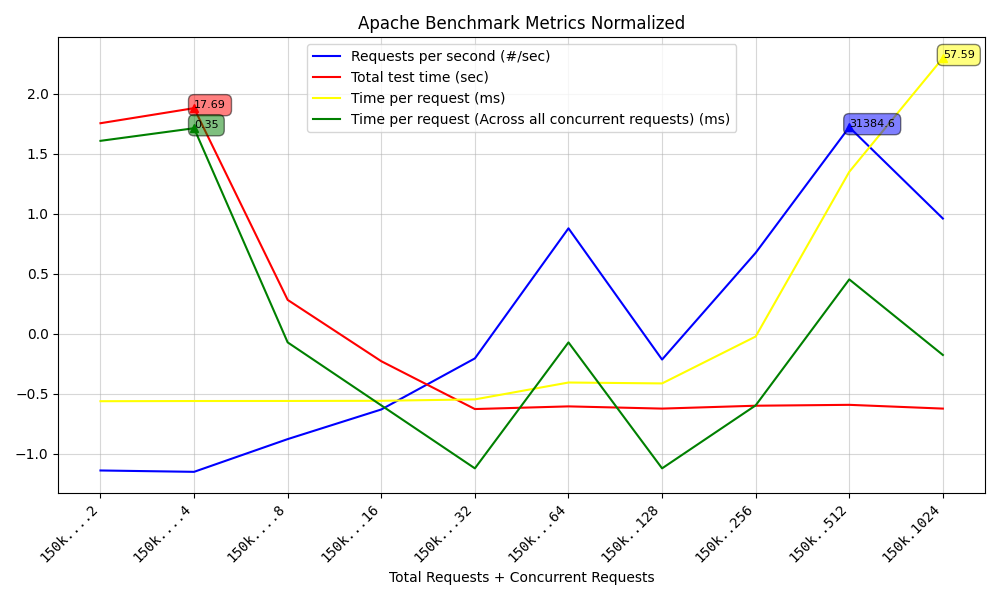 Apache Benchmark Metrics Normalized
Requests per second (#/sec)
Total test time (sec)
Time per request (ms)
Time per request (Across all concurrent requests) (ms)
57.59
17.69
0.35
31384.6
2.0
1.5
1.0
0.5
0.0
−0.5
−1.0
150k....2
150k....4
150k....8
150k...16
150k...32
150k...64
150k..128
150k..256
150k..512
150k.1024
Total Requests + Concurrent Requests